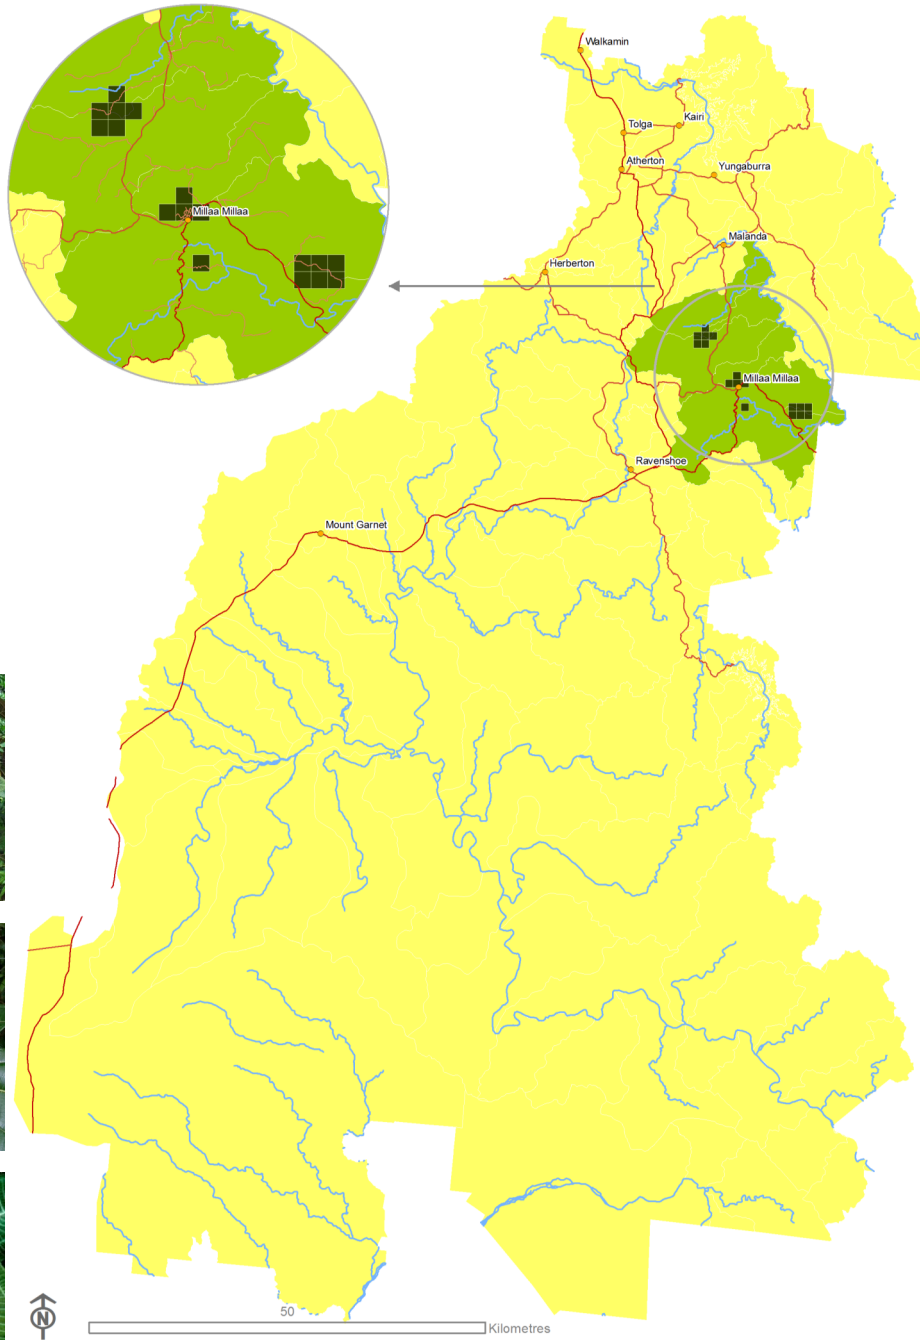 Walkamin
Tolga
Kairi
Atherton
Yungaburra
Malanda
Herberton
Millaa Millaa
Millaa Millaa
Ravenshoe
Mount Garnet
N
50
Kilometres